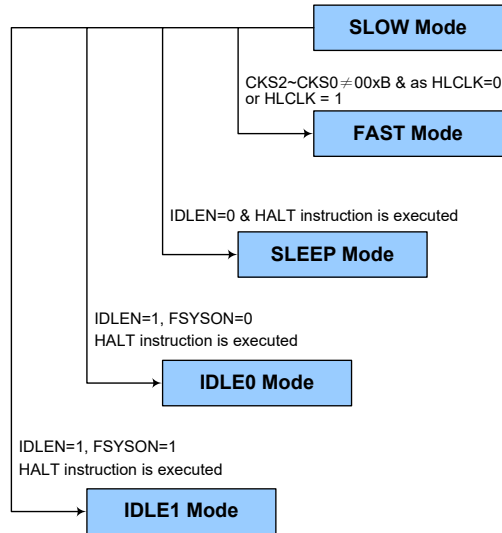 SLOW Mode
CKS2~CKS0≠00xB & as HLCLK=0
or HLCLK = 1
FAST Mode
IDLEN=0 & HALT instruction is executed
SLEEP Mode
IDLEN=1, FSYSON=0
HALT instruction is executed
IDLE0 Mode
IDLEN=1, FSYSON=1
HALT instruction is executed
IDLE1 Mode